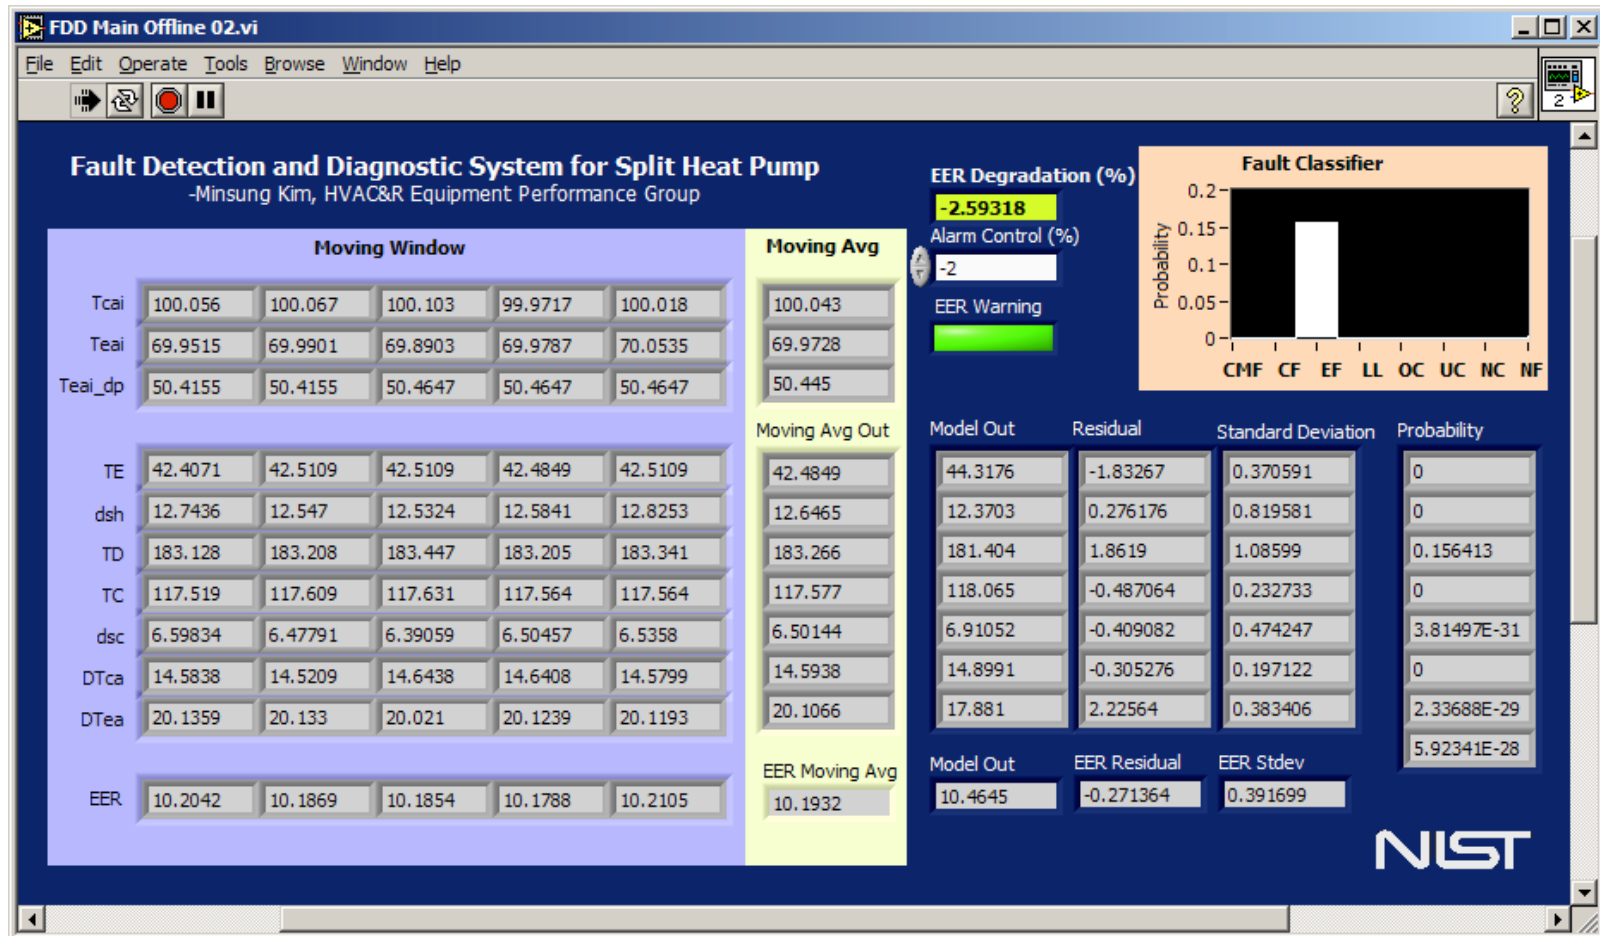 FDD Main Offline 02.vi
File Edit Operate Tools Browse Window Help
2
Fault Detection and Diagnostic System for Split Heat Pump
-Minsung Kim, HVAC&R Equipment Performance Group
EER Degradation (%)
-2.59318
Alarm Control (%)
-2
EER Warning
Fault Classifier
Probability
0.2
0.15
0.1
0.05
0
CMF CF EF LL OC UC NC NF
Moving Window Moving Avg
Tcai 100.056 100.067 100.103 99.9717 100.018 100.043
Teai 69.9515 69.9901 69.8903 69.9787 70.0535 69.9728
Teai_dp 50.4155 50.4155 50.4647 50.4647 50.4647 50.445
Moving Avg Out Model Out Residual Standard Deviation Probability
TE 42.4071 42.5109 42.5109 42.4849 42.5109 42.4849 44.3176 -1.83267 0.370591 0
dsh 12.7436 12.547 12.5324 12.5841 12.8253 12.6465 12.3703 0.276176 0.819581 0
TD 183.128 183.208 183.447 183.205 183.341 183.266 181.404 1.8619 1.08599 0.156413
TC 117.519 117.609 117.631 117.564 117.564 117.577 118.065 -0.487064 0.232733 0
dsc 6.59834 6.47791 6.39059 6.50457 6.5358 6.50144 6.91052 -0.409082 0.474247 3.81497E-31
DTca 14.5838 14.5209 14.6438 14.6408 14.5799 14.5938 14.8991 -0.305276 0.197122 0
DTea 20.1359 20.133 20.021 20.1239 20.1193 20.1066 17.881 2.22564 0.383406 2.33688E-29
5.92341E-28
EER Moving Avg Model Out EER Residual EER Stdev
EER 10.2042 10.1869 10.1854 10.1788 10.2105 10.1932 10.4645 -0.271364 0.391699
NIST